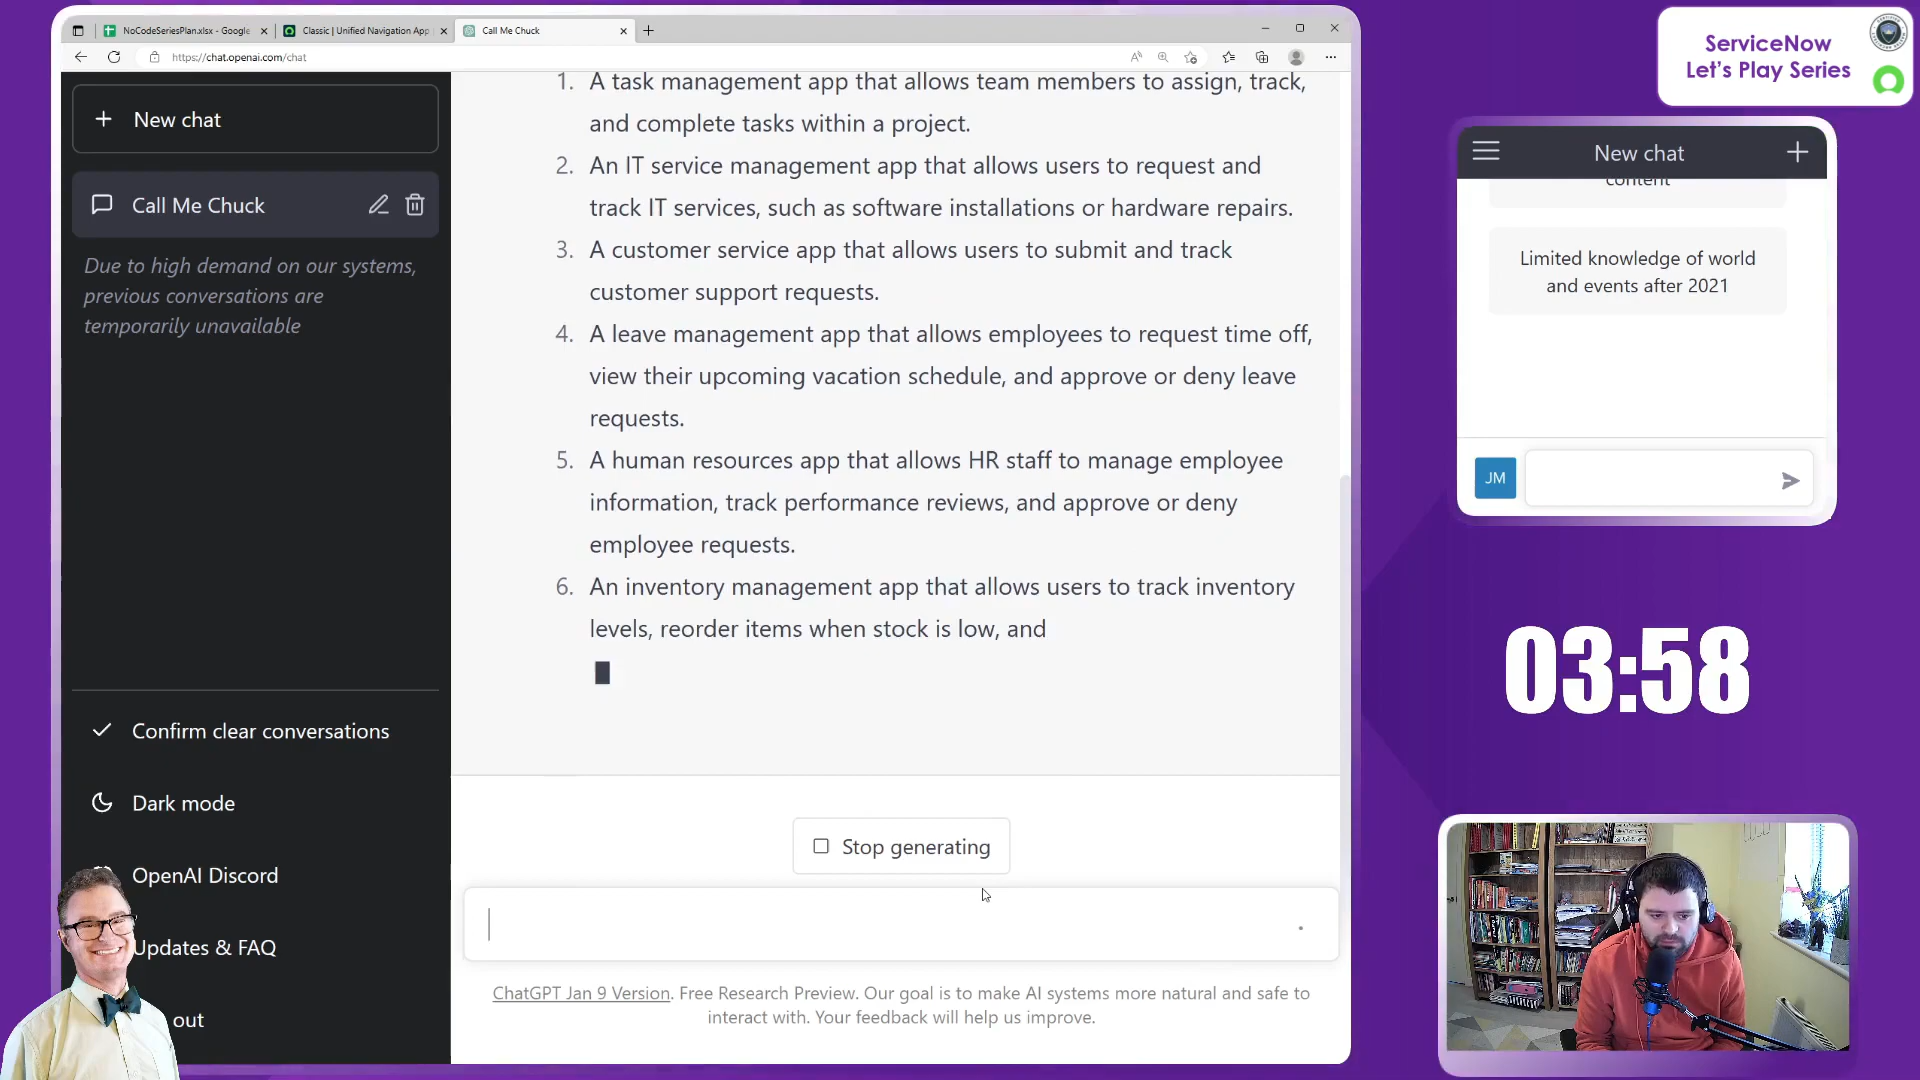 NoCodeSeriesPlan.xlsx - Google
Classic | Unified Navigation App
Call Me Chuck
https://chat.openai.com/chat
New chat
Call Me Chuck
Due to high demand on our systems,
previous conversations are
temporarily unavailable
Confirm clear conversations
Dark mode
OpenAI Discord
Updates & FAQ
out
1. A task management app that allows team members to assign, track,
and complete tasks within a project.
2. An IT service management app that allows users to request and
track IT services, such as software installations or hardware repairs.
3. A customer service app that allows users to submit and track
customer support requests.
4. A leave management app that allows employees to request time off,
view their upcoming vacation schedule, and approve or deny leave
requests.
5. A human resources app that allows HR staff to manage employee
information, track performance reviews, and approve or deny
employee requests.
6. An inventory management app that allows users to track inventory
levels, reorder items when stock is low, and
Stop generating
ChatGPT Jan 9 Version. Free Research Preview. Our goal is to make AI systems more natural and safe to
interact with. Your feedback will help us improve.
ServiceNow
Let's Play Series
New chat
content
Limited knowledge of world
and events after 2021
JM
03:58